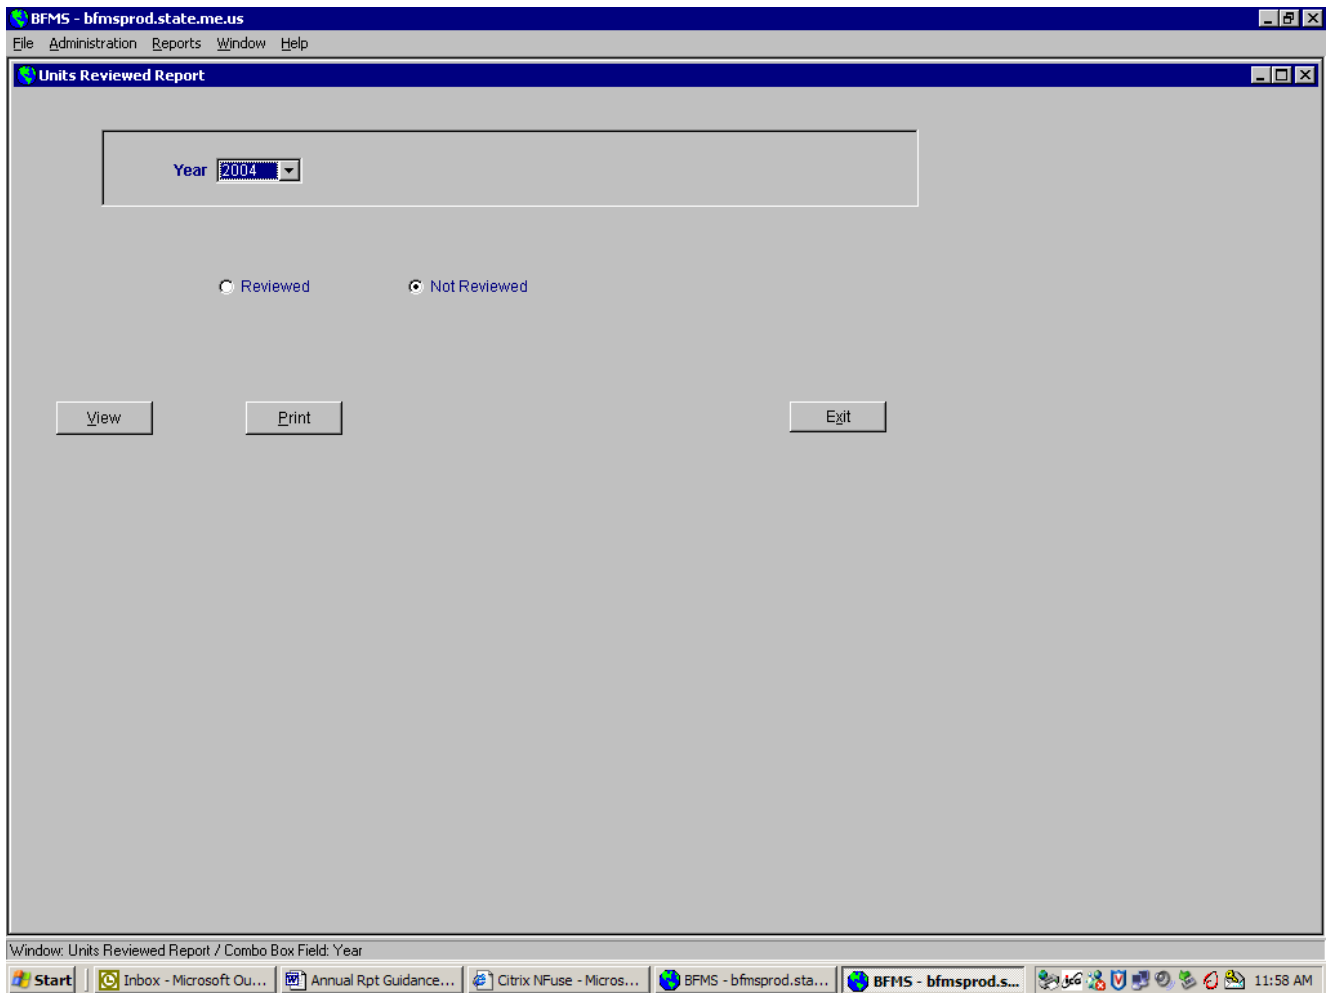 BFMS - bfmsprod.state.me.us
File Administration Reports Window Help
Units Reviewed Report
Year 2004
Reviewed Not Reviewed
View Print Exit
Window: Units Reviewed Report / Combo Box Field: Year
Start Inbox - Microsoft Ou... Annual Rpt Guidance... Citrix NFuse - Micros... BFMS - bfmsprod.sta... BFMS - bfmsprod.s... 11:58 AM